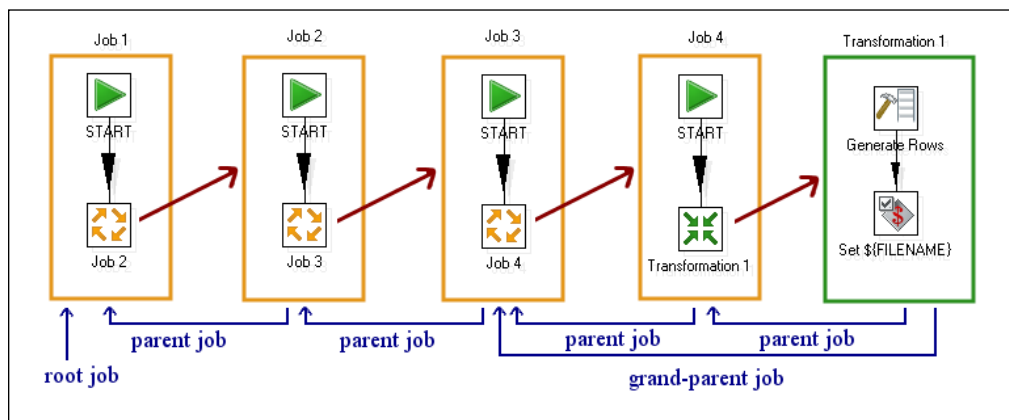 Job 1
Job 2
Job 3
Job 4
Transformation 1
START
START
START
START
Generate Rows
Job 2
Job 3
Job 4
Transformation 1
Set ${FILENAME}
parent job
parent job
parent job
parent job
root job
grand-parent job